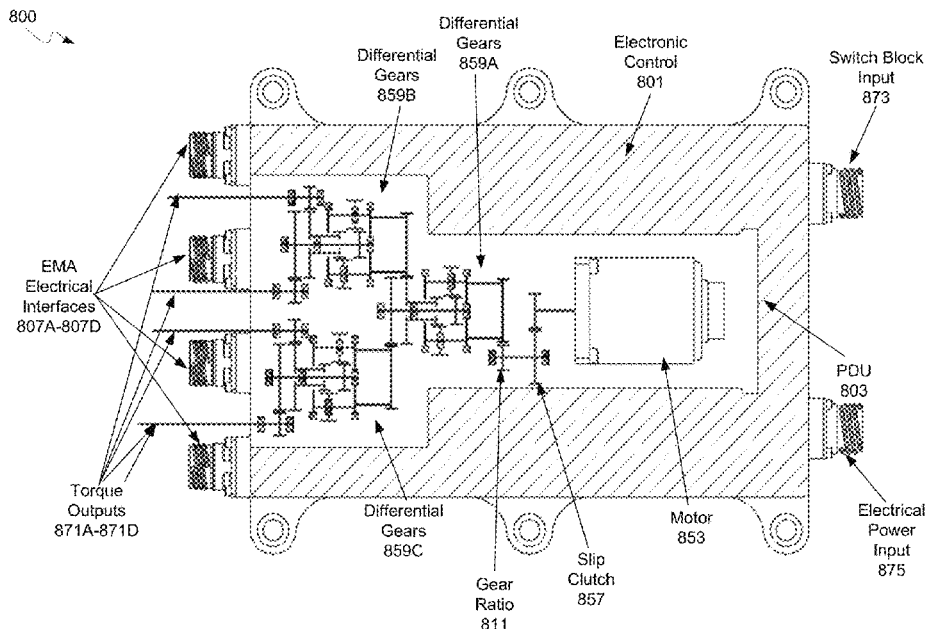 800
Differential
Gears
859B
Differential
Gears
859A
Electronic
Control
801
Switch Block
Input
873
EMA
Electrical
Interfaces
807A-807D
PDU
803
Torque
Outputs
871A-871D
Differential
Gears
859C
Gear
Ratio
811
Slip
Clutch
857
Motor
853
Electrical
Power
Input
875